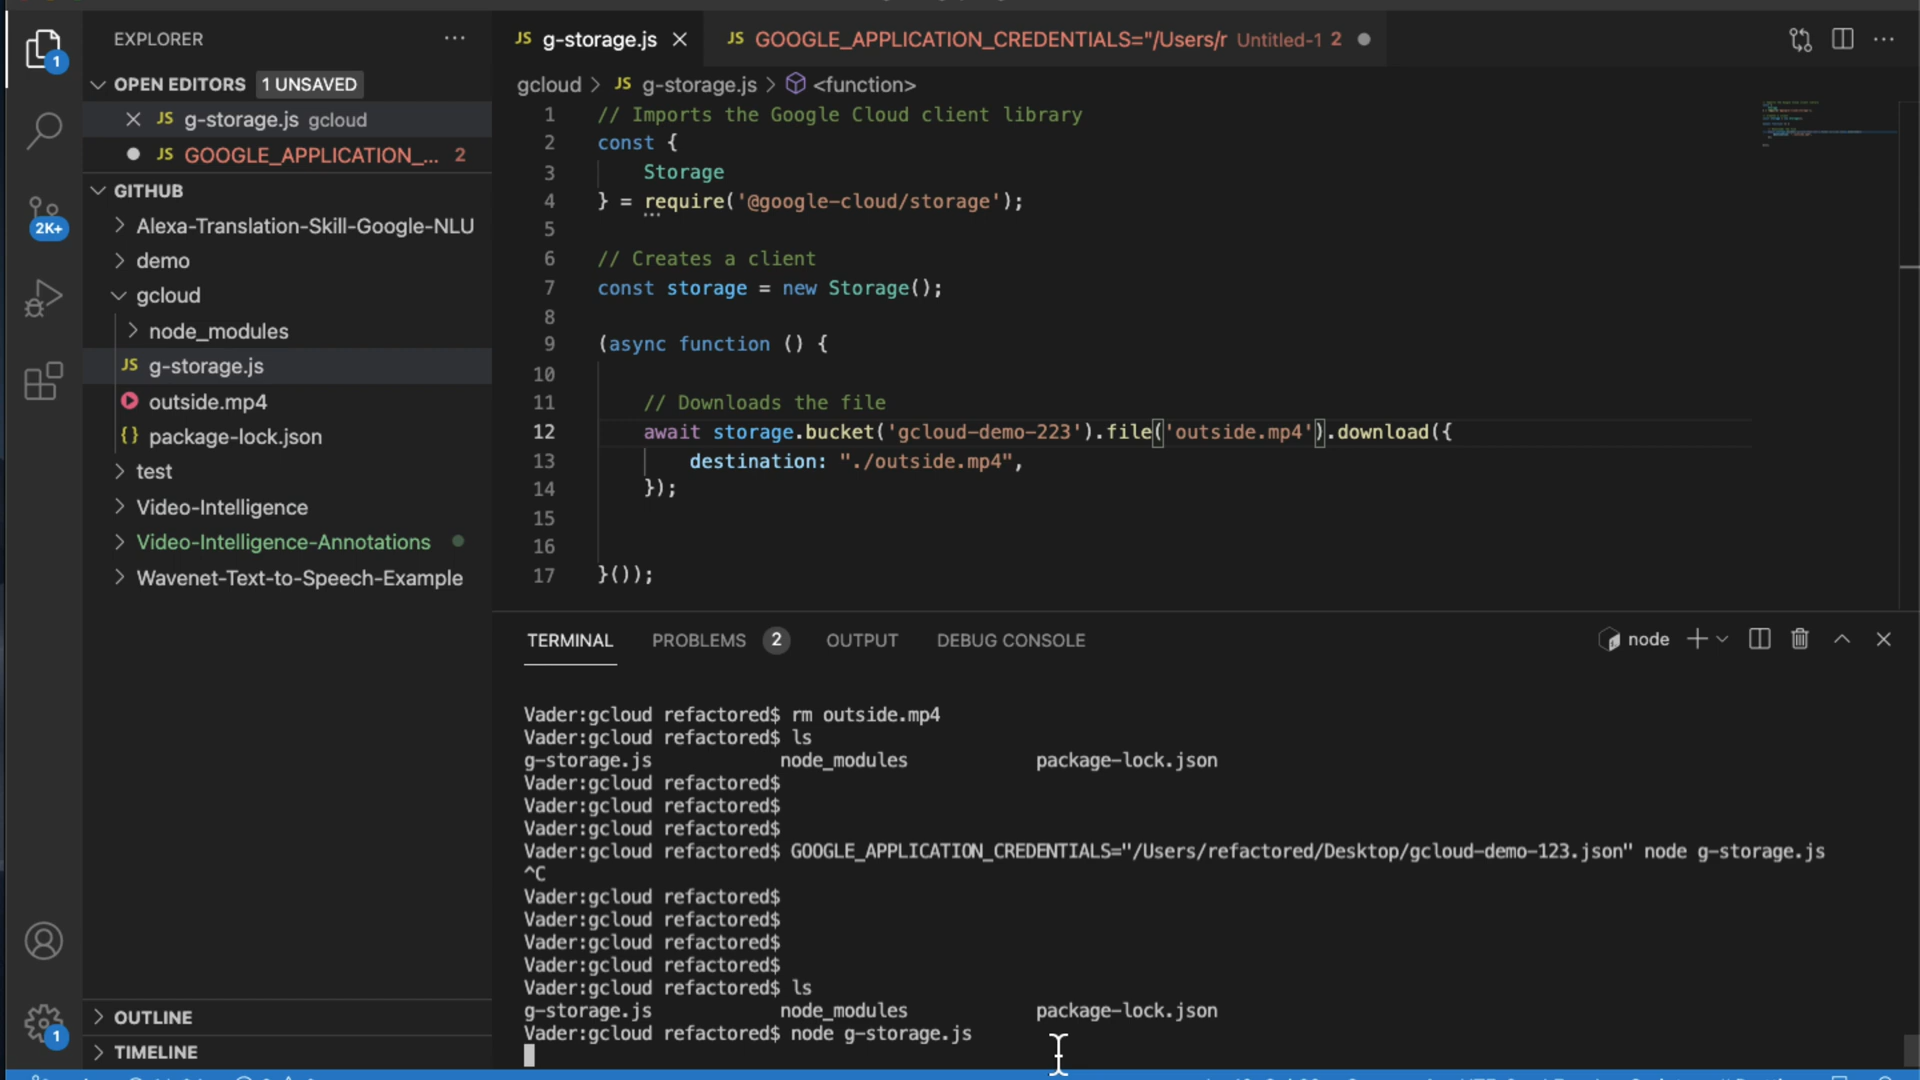 EXPLORER
OPEN EDITORS 1 UNSAVED
JS g-storage.js gcloud
JS GOOGLE_APPLICATION_... 2
GITHUB
Alexa-Translation-Skill-Google-NLU
demo
gcloud
node_modules
JS g-storage.js
outside.mp4
{} package-lock.json
test
Video-Intelligence
Video-Intelligence-Annotations
Wavenet-Text-to-Speech-Example
OUTLINE
TIMELINE
1
2K+
1
JS g-storage.js
JS GOOGLE_APPLICATION_CREDENTIALS="/Users/r Untitled-1 2
gcloud > JS g-storage.js > <function>
1 // Imports the Google Cloud client library
2 const {
3 Storage
4 } = require('@google-cloud/storage');
5
6 // Creates a client
7 const storage = new Storage();
8
9 (async function () {
10
11 // Downloads the file
12 await storage.bucket('gcloud-demo-223').file('outside.mp4').download({
13 destination: "./outside.mp4",
14 });
15
16
17 }());
TERMINAL PROBLEMS 2 OUTPUT DEBUG CONSOLE
node
Vader:gcloud refactored$ rm outside.mp4
Vader:gcloud refactored$ ls
g-storage.js node_modules package-lock.json
Vader:gcloud refactored$
Vader:gcloud refactored$
Vader:gcloud refactored$
Vader:gcloud refactored$ GOOGLE_APPLICATION_CREDENTIALS="/Users/refactored/Desktop/gcloud-demo-123.json" node g-storage.js
^C
Vader:gcloud refactored$
Vader:gcloud refactored$
Vader:gcloud refactored$
Vader:gcloud refactored$
Vader:gcloud refactored$ ls
g-storage.js node_modules package-lock.json
Vader:gcloud refactored$ node g-storage.js